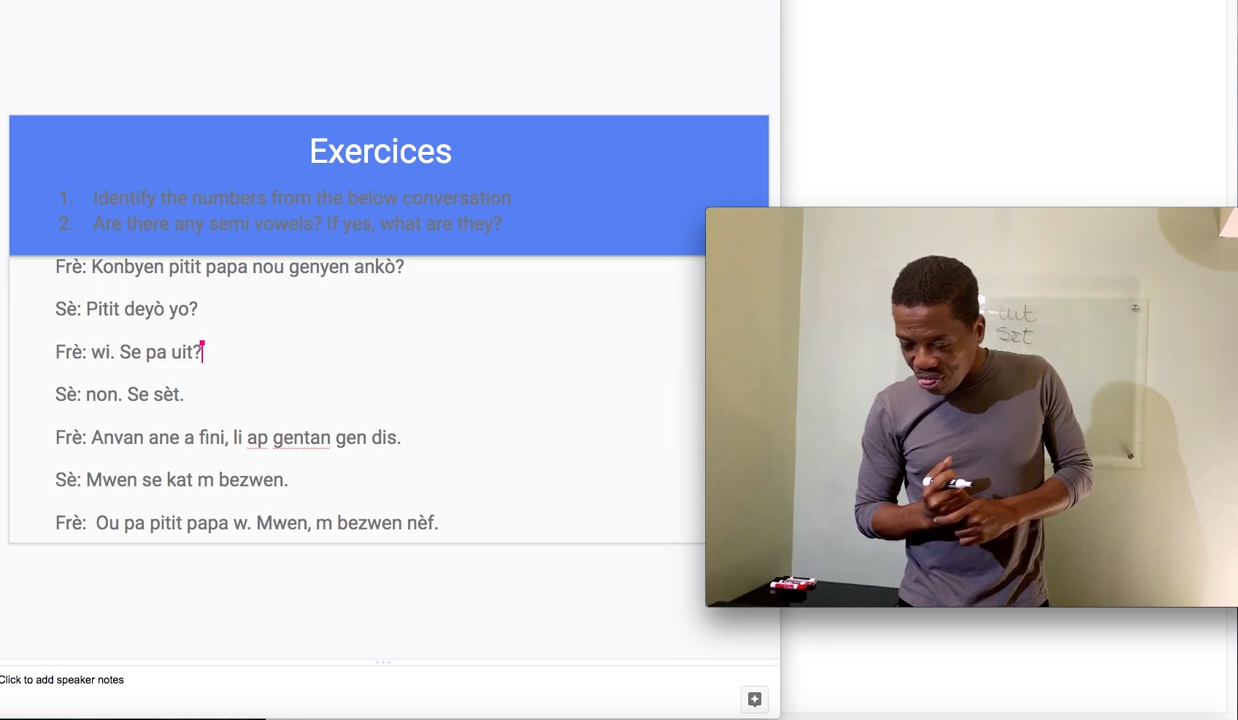 Exercices
1. Identify the numbers from the below conversation
2. Are there any semi vowels? If yes, what are they?
Frè: Konbyen pitit papa nou genyen ankò?
Sè: Pitit deyò yo?
Frè: wi. Se pa uit?
Sè: non. Se sèt.
Frè: Anvan ane a fini, li ap gentan gen dis.
Sè: Mwen se kat m bezwen.
Frè: Ou pa pitit papa w. Mwen, m bezwen nèf.
uit
sèt
Click to add speaker notes